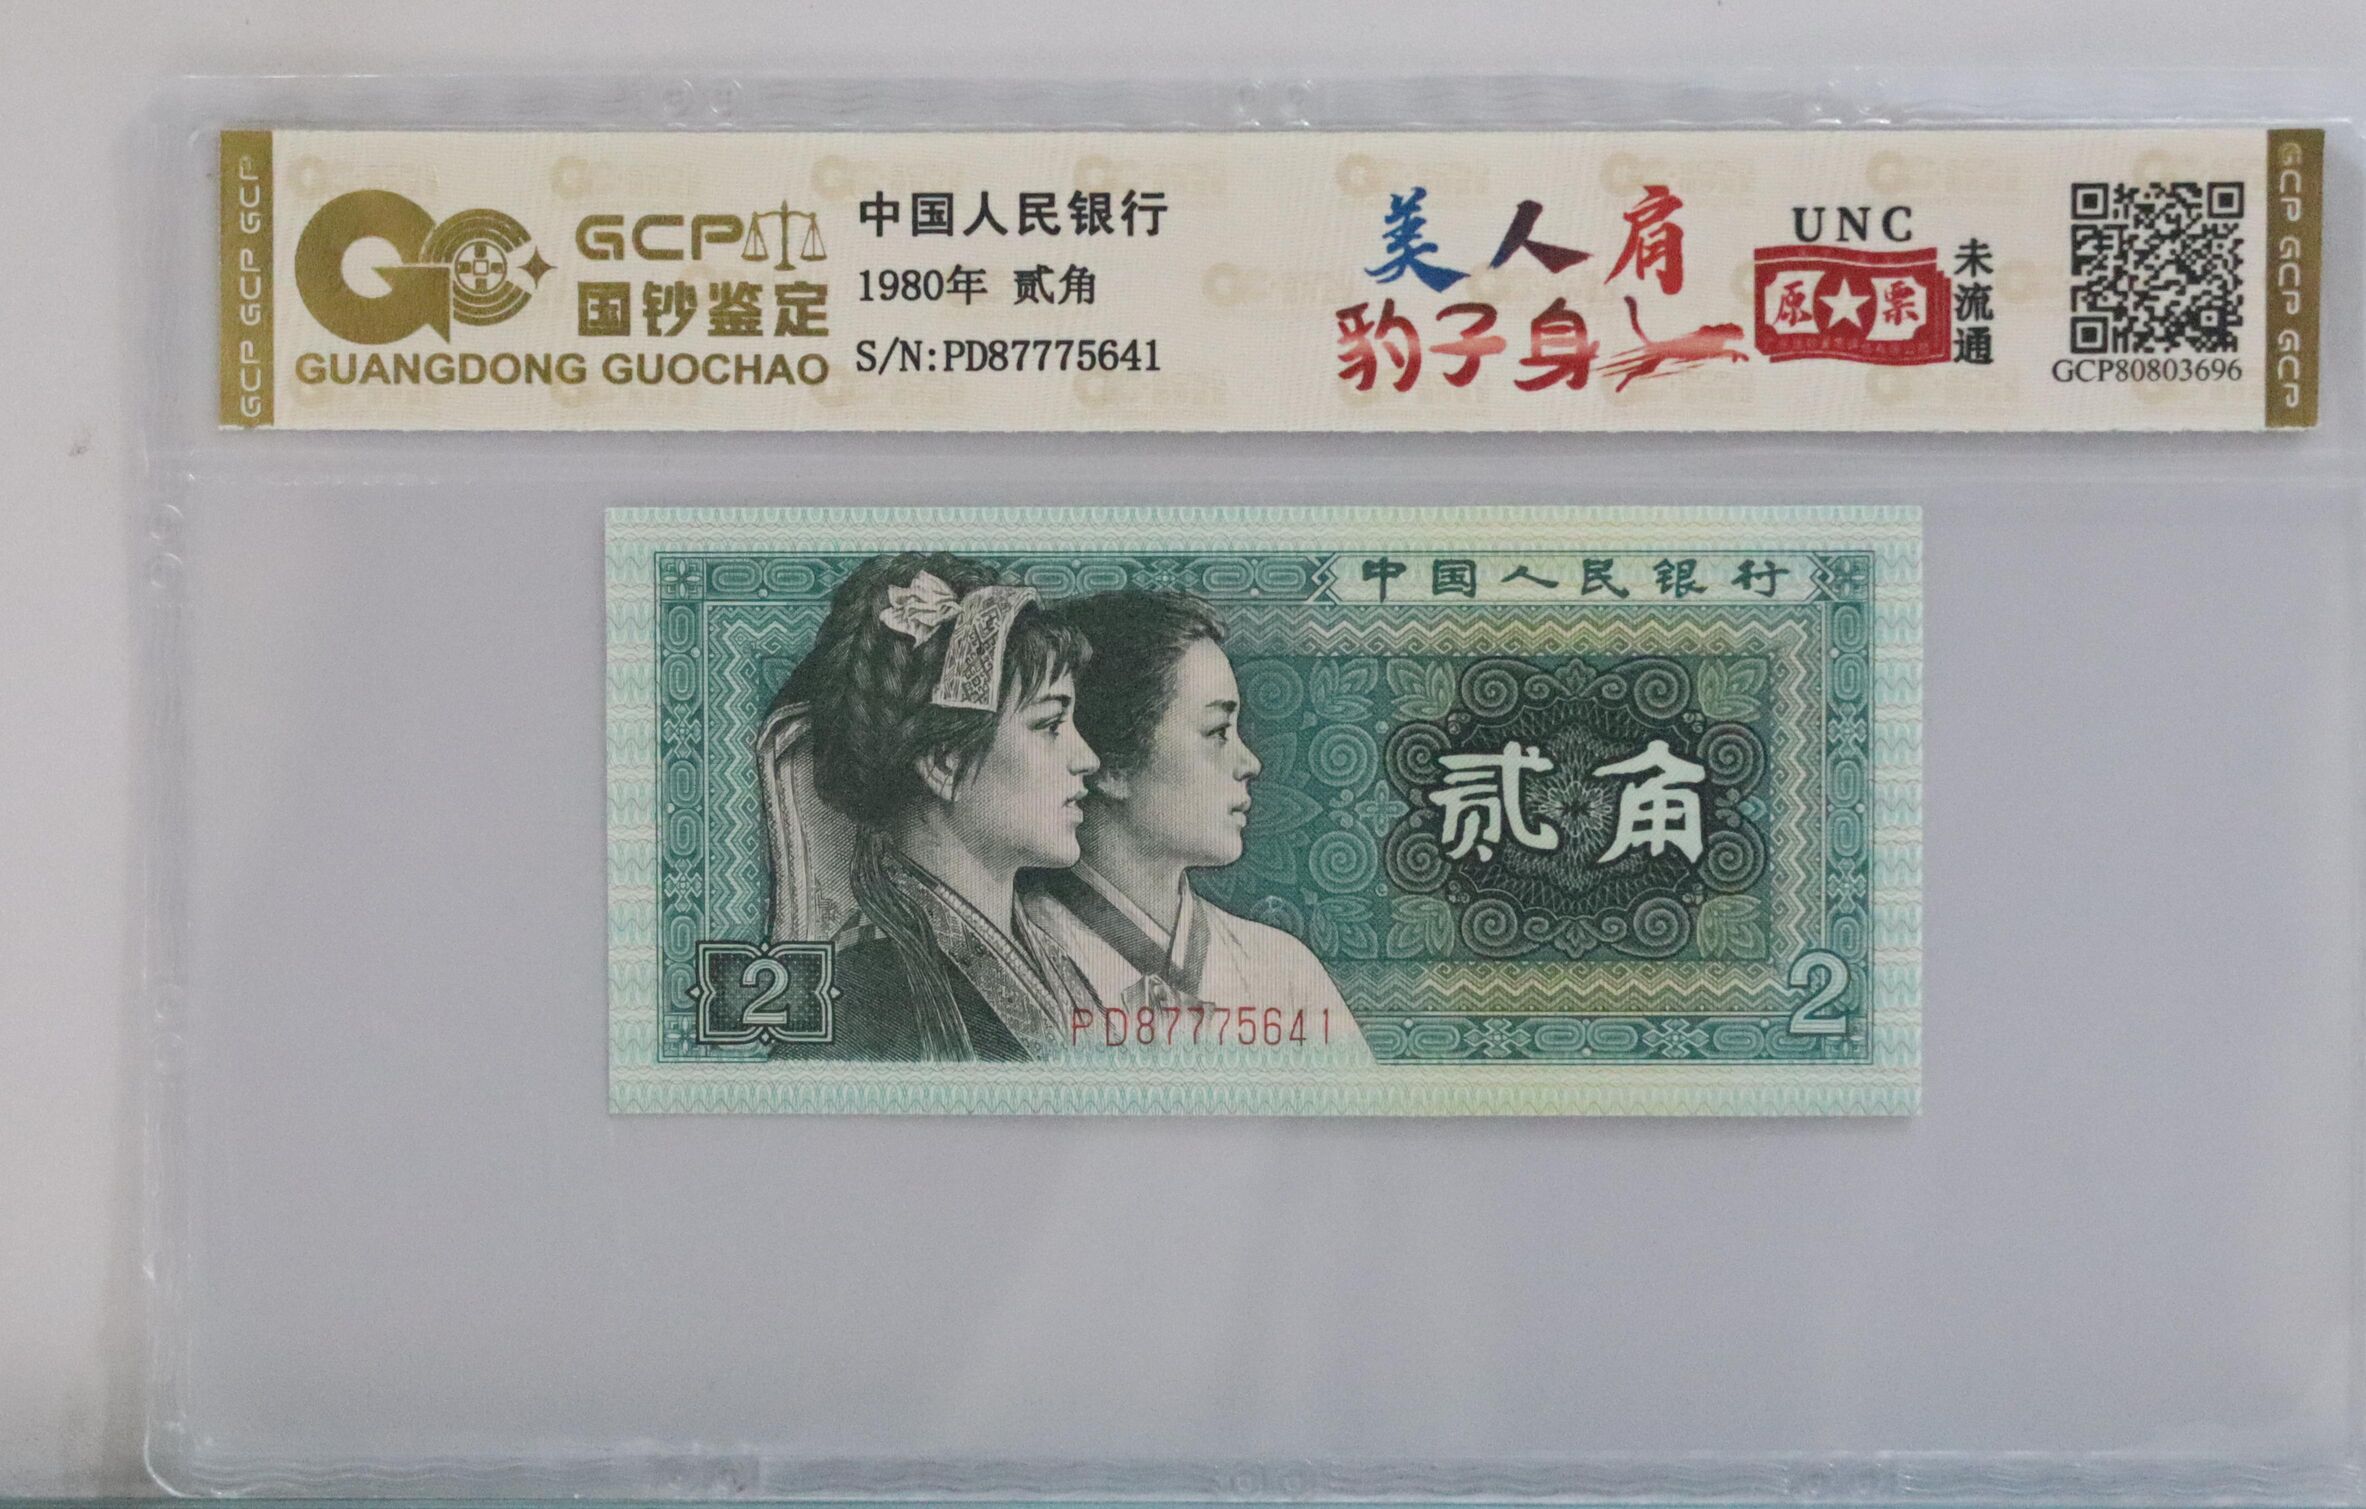 GCP GCP GCP
GCP
国钞鉴定
GUANGDONG GUOCHAO
中国人民银行
1980年 贰角
S/N:PD87775641
美人肩
豹子身
UNC
原★票
未流通
GCP80803696
GCP GCP GCP
中国人民银行
贰角
2
2
PD87775641